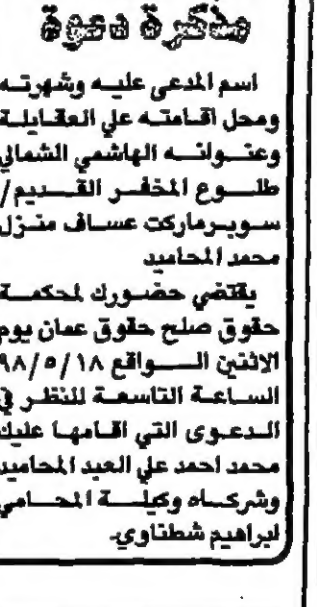 مذكرة دعوة
اسم المدعى عليه وشهرته
ومحل اقامته علي العقايلة
وعنوانه الهاشمي الشمالي
طلوع المخفر القديم/
سوبرماركت عساف منزل
محمد المحاميد
يقتضي حضورك لمحكمة
حقوق صلح حقوق عمان يوم
الاثنين الواقع ٩٨/٥/١٨
الساعة التاسعة للنظر في
الدعوى التي اقامها عليك
محمد احمد علي العبد المحاميد
وشركاه وكيله المحامي
ابراهيم شطناوي.